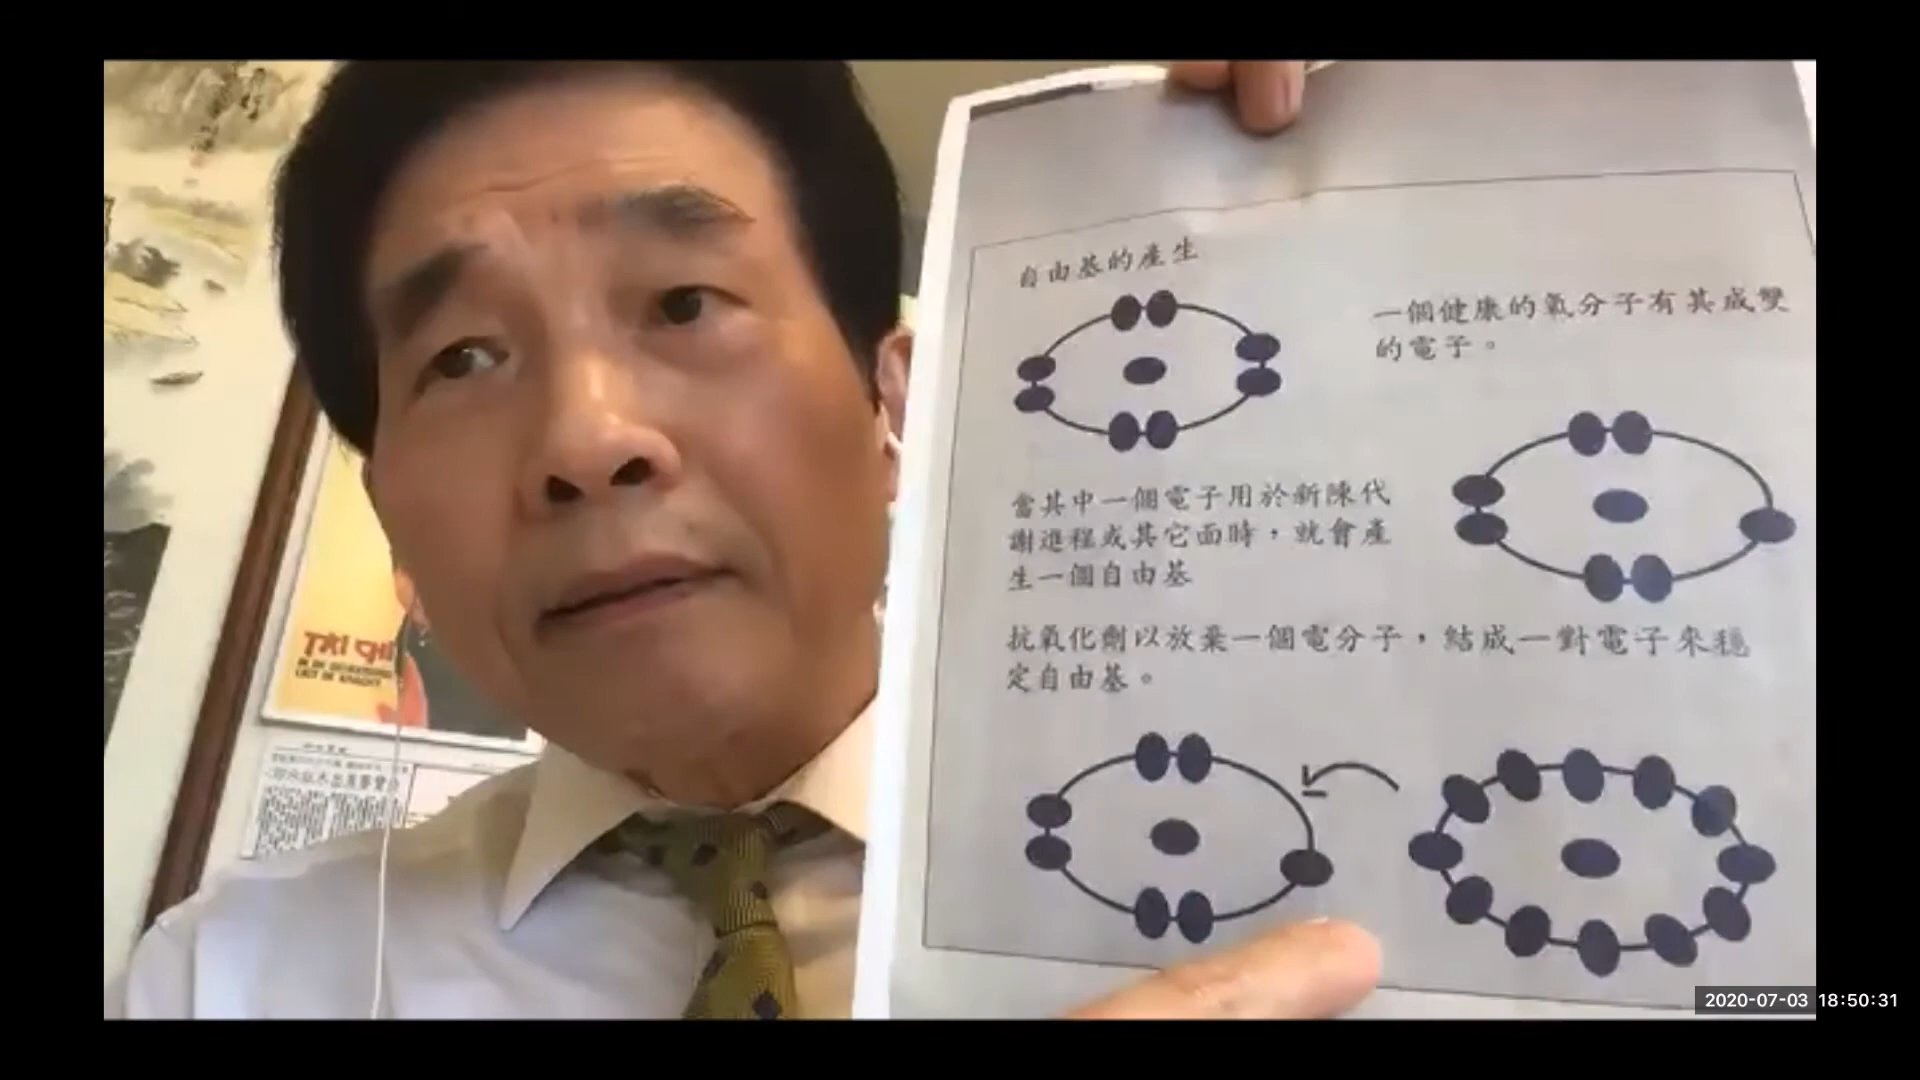 自由基的產生
一個健康的氧分子有其成雙
的電子。
當其中一個電子用於新陳代
謝進程或其它面時，就會產
生一個自由基
抗氧化劑以放棄一個電分子，結成一對電子來穩
定自由基。
TAI CHI
2020-07-03 18:50:31